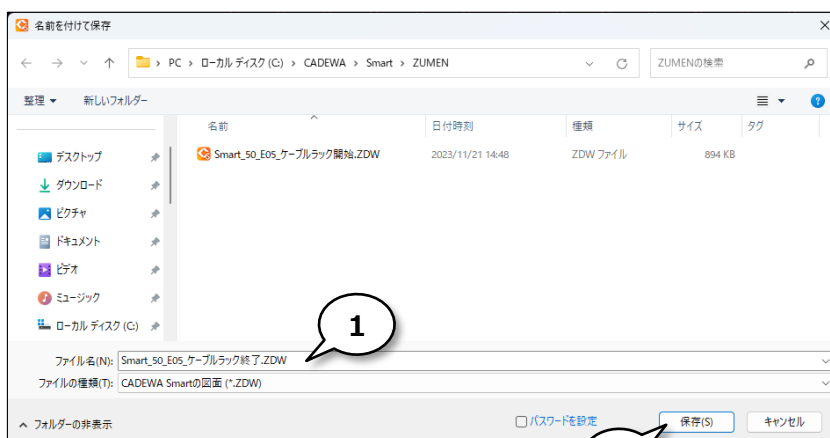 名前を付けて保存
PC › ローカル ディスク (C:) › CADEWA › Smart › ZUMEN ZUMENの検索
整理 新しいフォルダー
名前 日付時刻 種類 サイズ タグ
デスクトップ Smart_50_E05_ケーブルラック開始.ZDW 2023/11/21 14:48 ZDW ファイル 894 KB
ダウンロード
ピクチャ
ドキュメント
ビデオ
ミュージック
ローカル ディスク (C:)
1
ファイル名(N): Smart_50_E05_ケーブルラック終了.ZDW
ファイルの種類(T): CADEWA Smartの図面 (*.ZDW)
フォルダーの非表示 パスワードを設定 保存(S) キャンセル